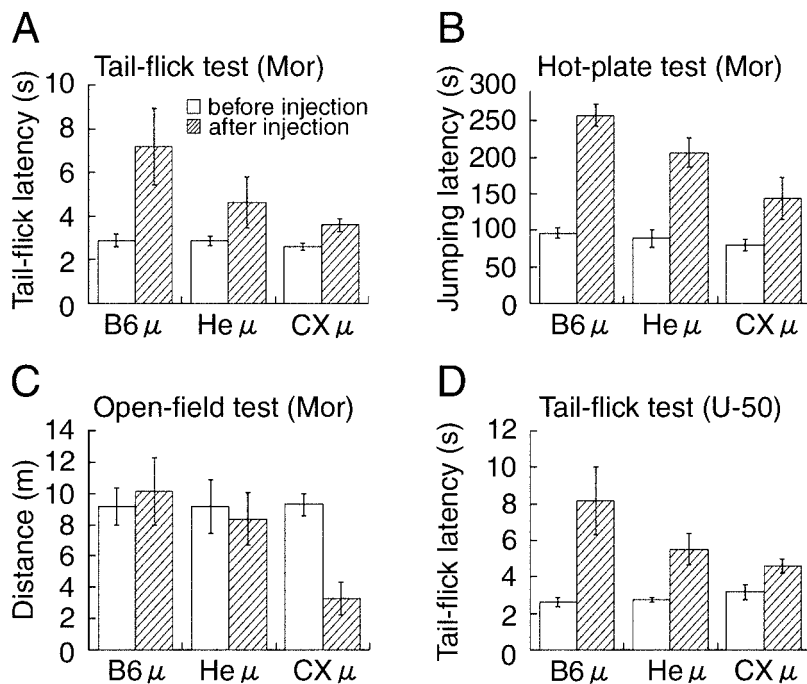 A
Tail-flick test (Mor)
Tail-flick latency (s)
10
8
6
4
2
0
before injection
after injection
B6 μ
He μ
CX μ
B
Hot-plate test (Mor)
Jumping latency (s)
300
250
200
150
100
50
0
B6 μ
He μ
CX μ
C
Open-field test (Mor)
Distance (m)
14
12
10
8
6
4
2
0
B6 μ
He μ
CX μ
D
Tail-flick test (U-50)
Tail-flick latency (s)
12
10
8
6
4
2
0
B6 μ
He μ
CX μ